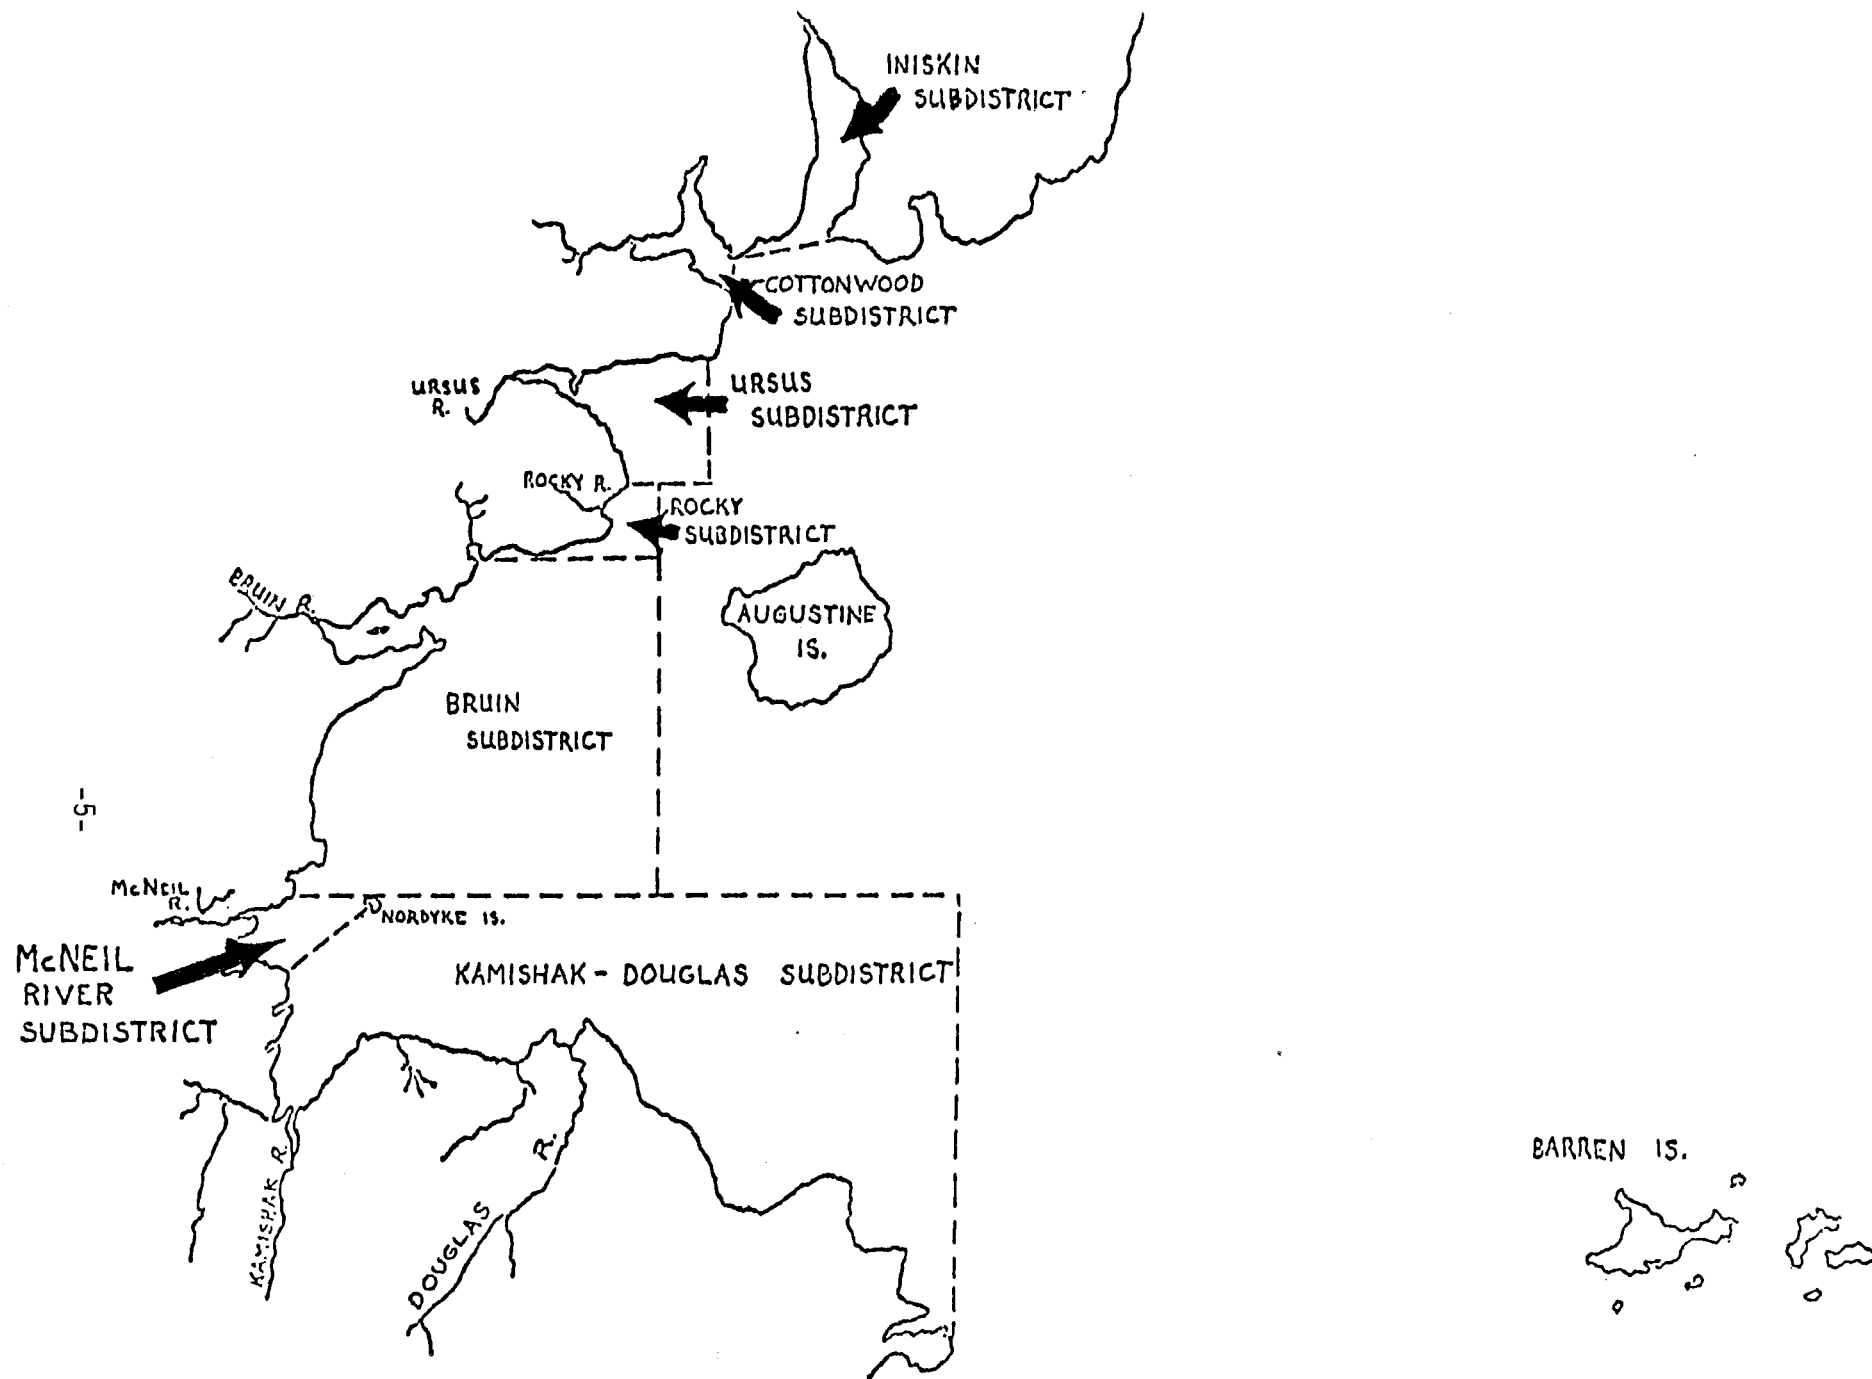 INISKIN
SUBDISTRICT
COTTONWOOD
SUBDISTRICT
URSUS
R.
URSUS
SUBDISTRICT
ROCKY R.
ROCKY
SUBDISTRICT
BRUIN R.
AUGUSTINE
IS.
BRUIN
SUBDISTRICT
-5-
McNEIL
R.
NORDYKE IS.
McNEIL
RIVER
SUBDISTRICT
KAMISHAK - DOUGLAS SUBDISTRICT
KAMISHAK R.
DOUGLAS R.
BARREN IS.